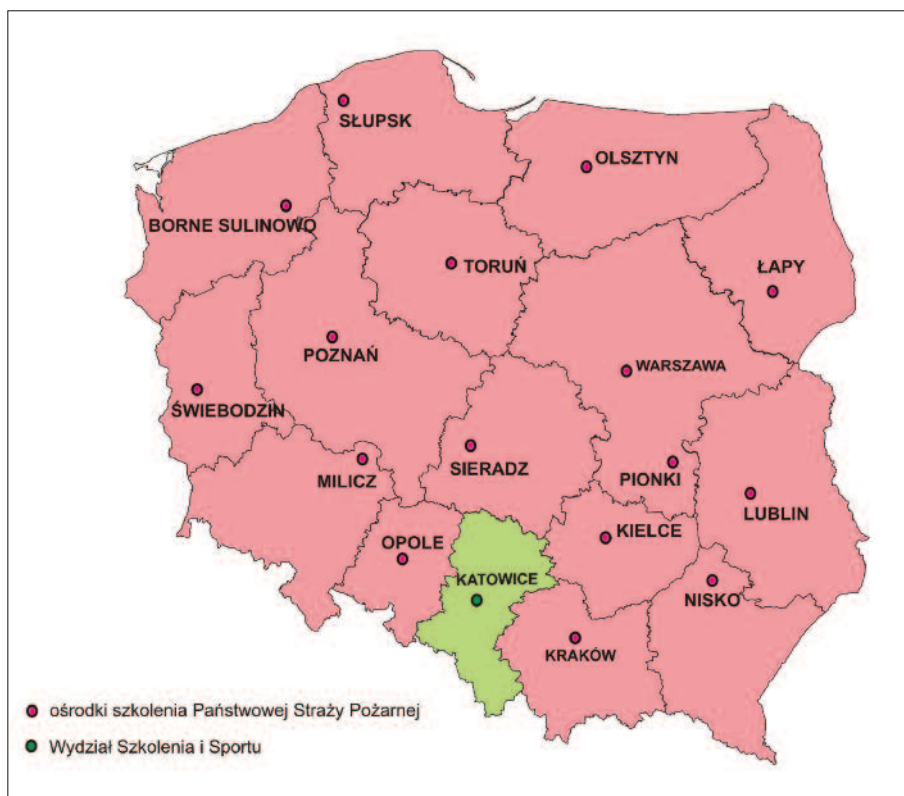 SŁUPSK
OLSZTYN
BORNE SULINOWO
TORUŃ
ŁAPY
POZNAŃ
WARSZAWA
ŚWIEBODZIN
SIERADZ
MILICZ
PIONKI
LUBLIN
OPOLE
KIELCE
KATOWICE
NISKO
KRAKÓW
ośrodki szkolenia Państwowej Straży Pożarnej
Wydział Szkolenia i Sportu